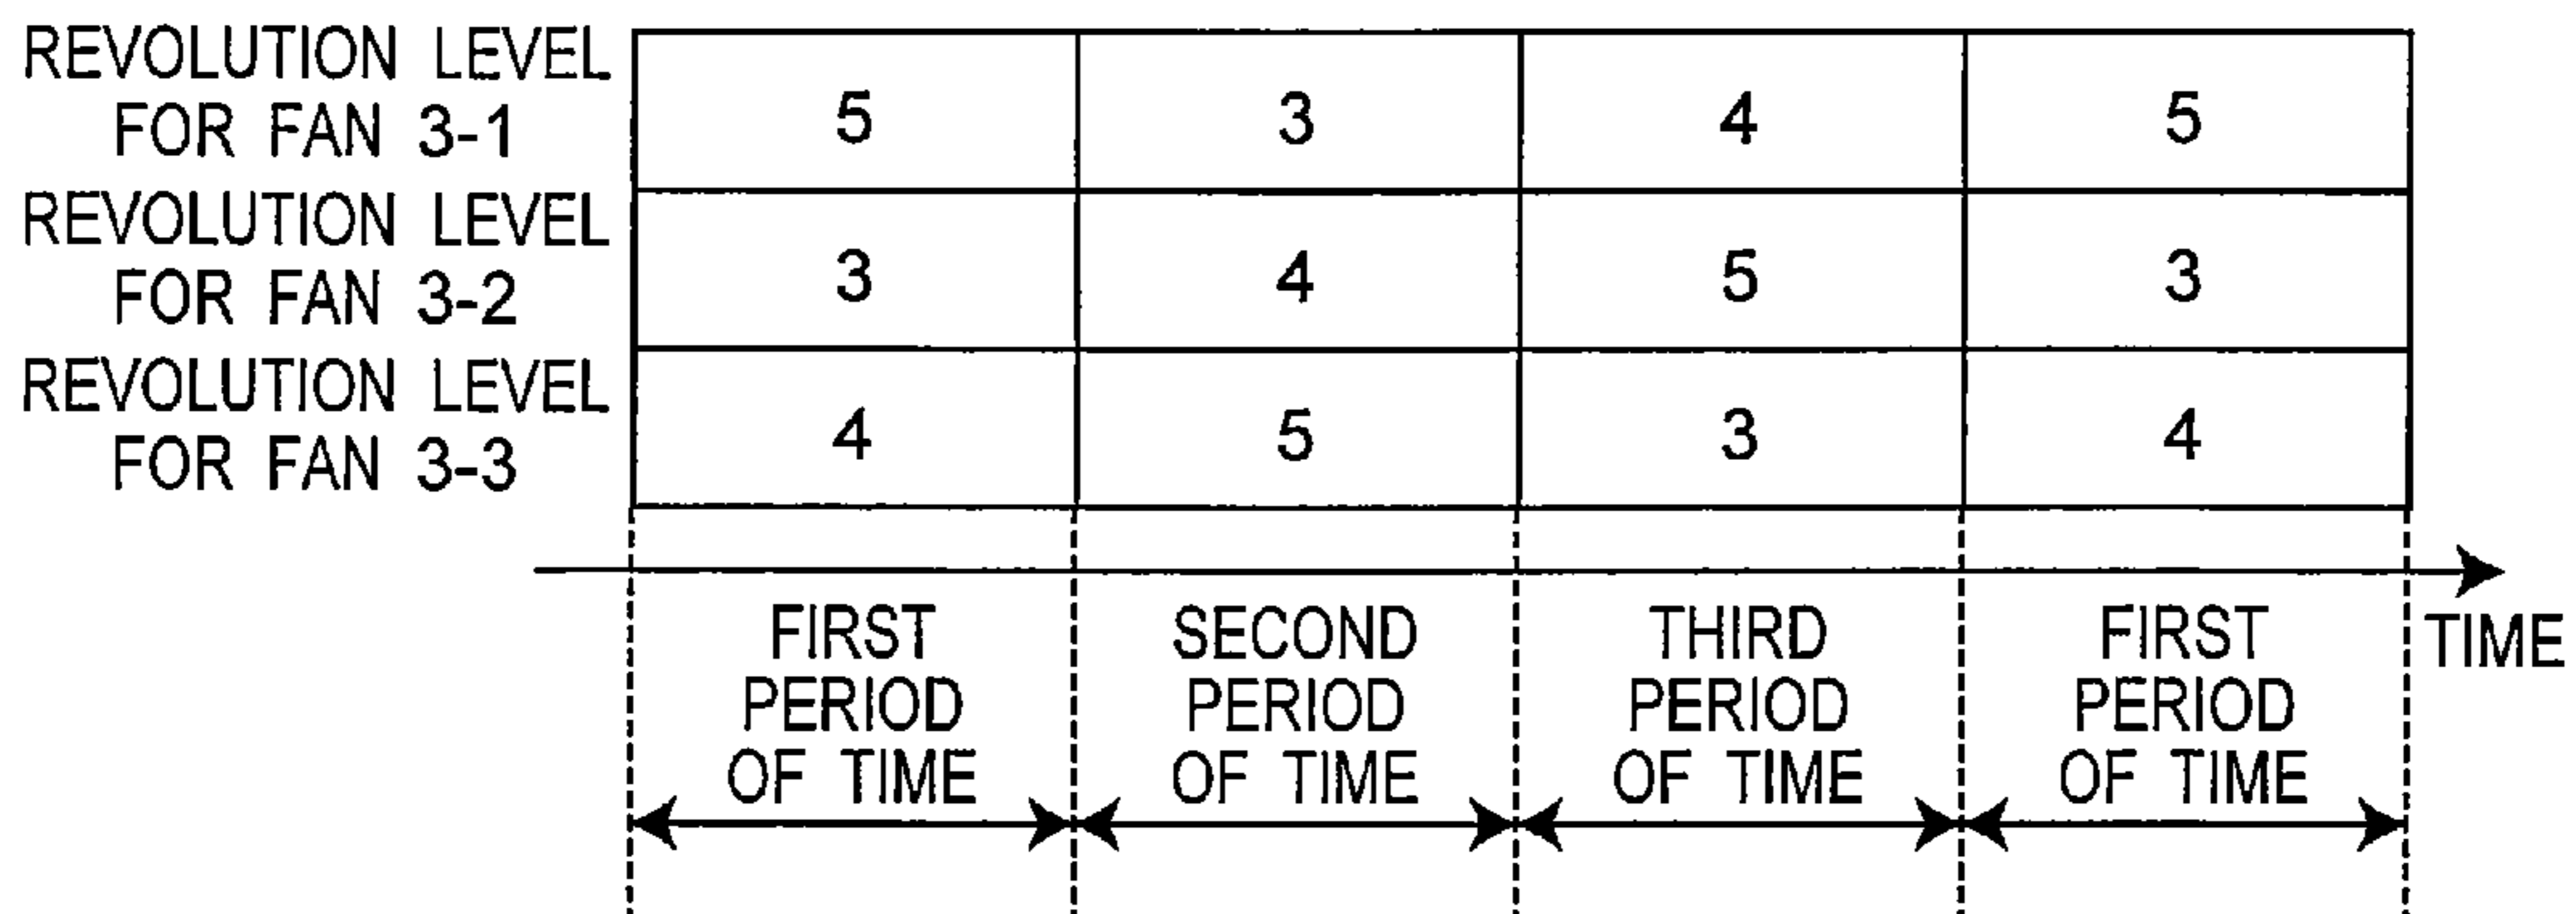 REVOLUTION LEVEL
FOR FAN 3-1
5 3 4 5
REVOLUTION LEVEL
FOR FAN 3-2
3 4 5 3
REVOLUTION LEVEL
FOR FAN 3-3
4 5 3 4
FIRST
PERIOD
OF TIME
SECOND
PERIOD
OF TIME
THIRD
PERIOD
OF TIME
FIRST
PERIOD
OF TIME
TIME